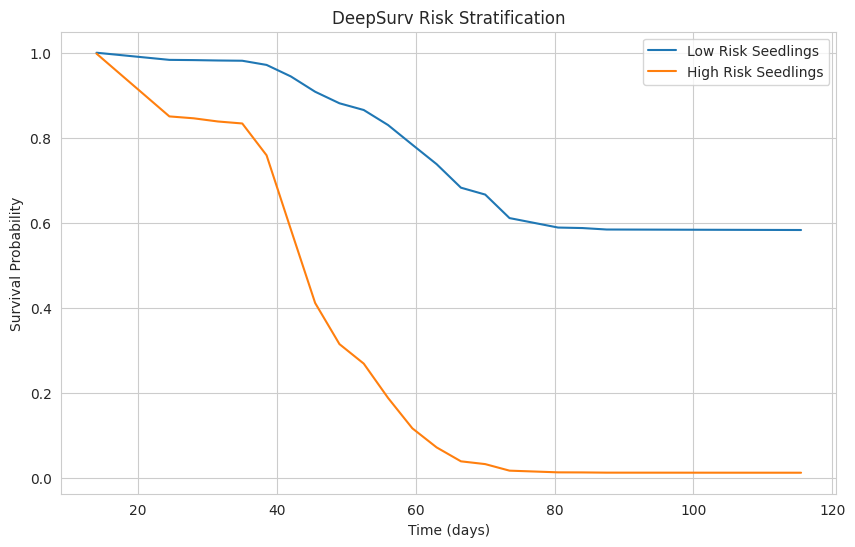 DeepSurv Risk Stratification
Low Risk Seedlings
High Risk Seedlings
Survival Probability
1.0
0.8
0.6
0.4
0.2
0.0
20 40 60 80 100 120
Time (days)